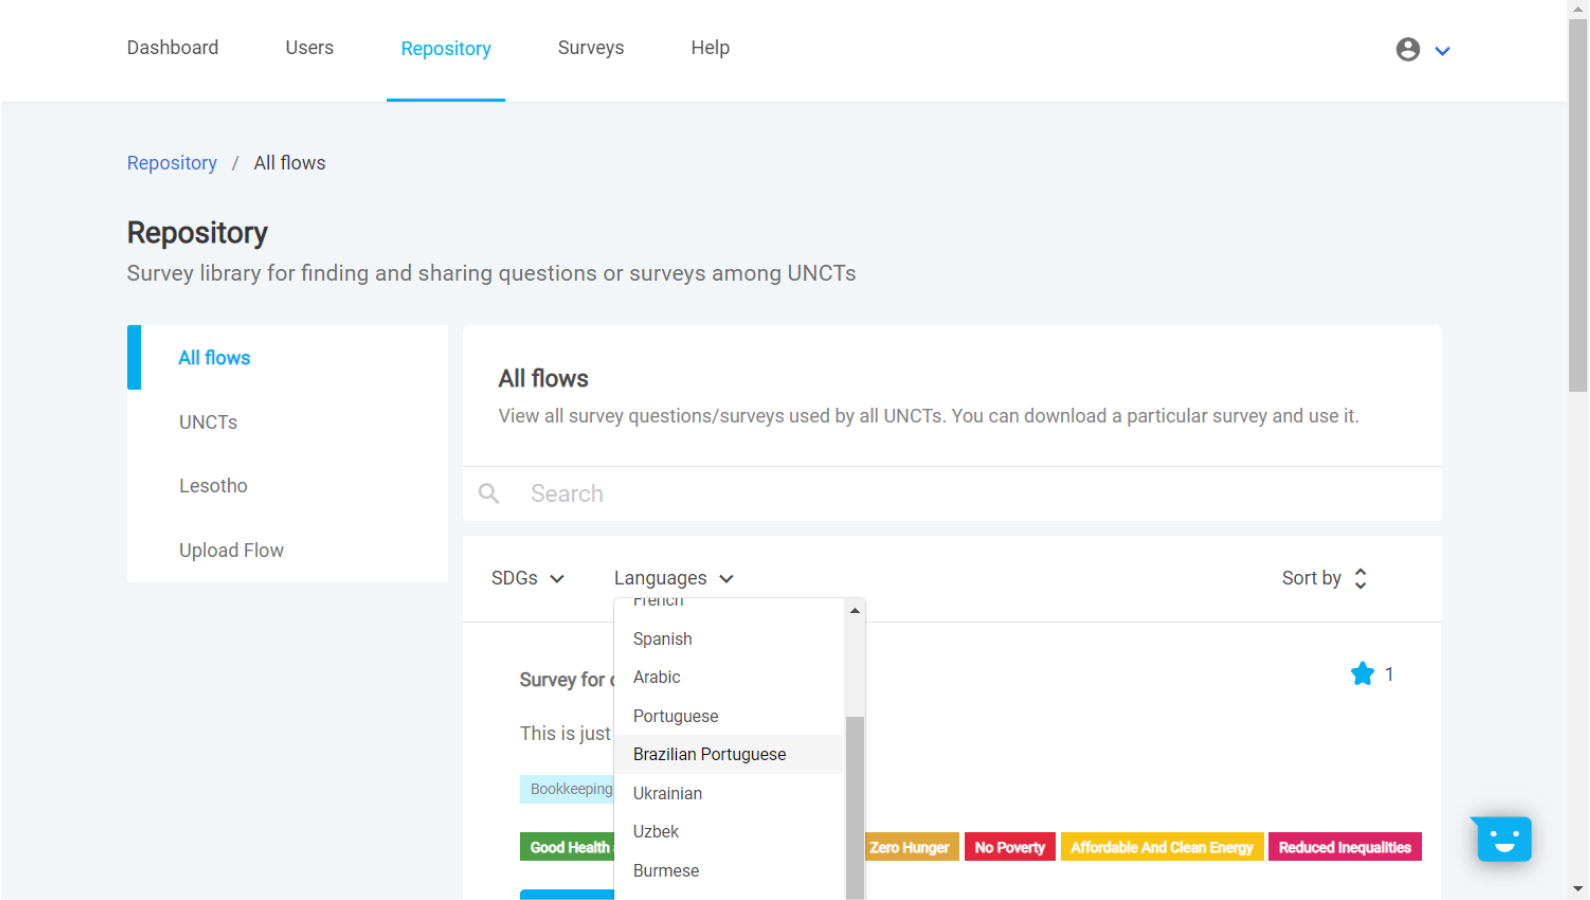 Dashboard Users Repository Surveys Help
Repository / All flows
Repository
Survey library for finding and sharing questions or surveys among UNCTs
All flows
UNCTs
Lesotho
Upload Flow
All flows
View all survey questions/surveys used by all UNCTs. You can download a particular survey and use it.
Search
SDGs Languages Sort by
French
Spanish
Arabic
Portuguese
Brazilian Portuguese
Ukrainian
Uzbek
Burmese
Survey for
1
This is just
Bookkeeping
Good Health Zero Hunger No Poverty Affordable And Clean Energy Reduced Inequalities